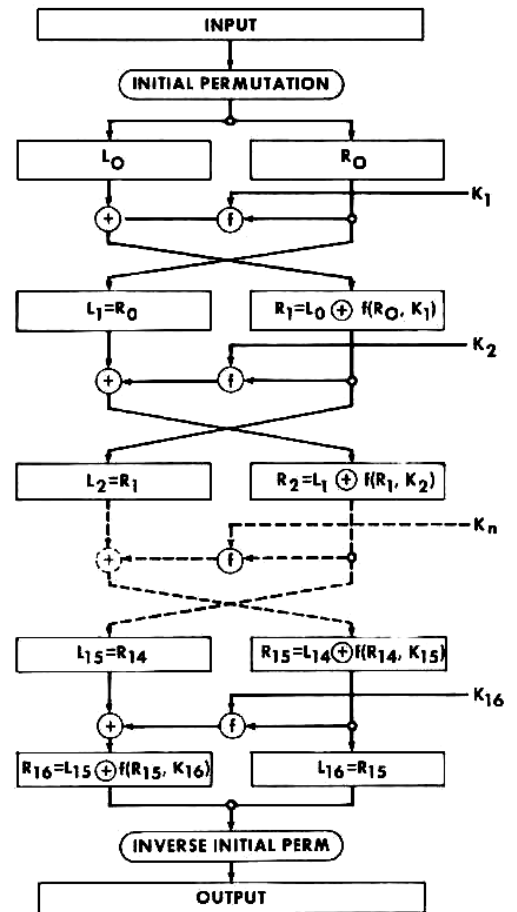 INPUT
INITIAL PERMUTATION
L₀
R₀
K₁
+
f
L₁=R₀
R₁=L₀ ⊕ f(R₀, K₁)
K₂
+
f
L₂=R₁
R₂=L₁ ⊕ f(R₁, K₂)
Kₙ
+
f
L₁₅=R₁₄
R₁₅=L₁₄ ⊕ f(R₁₄, K₁₅)
K₁₆
+
f
R₁₆=L₁₅ ⊕ f(R₁₅, K₁₆)
L₁₆=R₁₅
INVERSE INITIAL PERM
OUTPUT